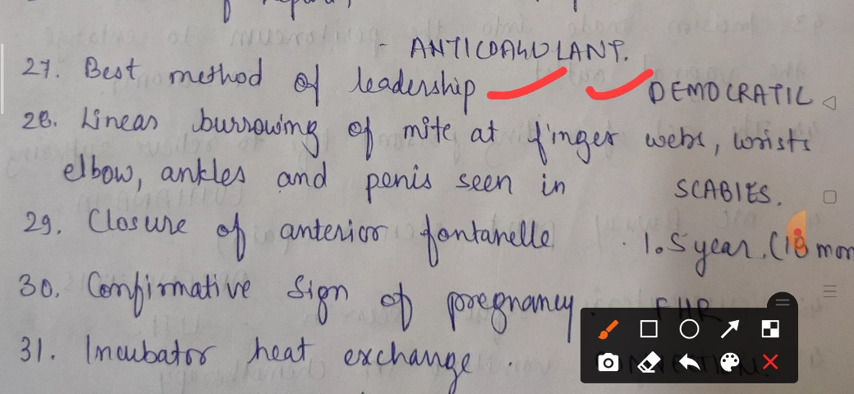 - ANTICOAGULANT.
27. Best method of leadership DEMOCRATIC
28. Linear burrowing of mite at finger webs, wrists
elbow, ankles and penis seen in SCABIES.
29. Closure of anterior fontanelle 1.5 year. (18 mon
30. Confirmative Sign of pregnancy. FHR
31. Incubator heat exchange.